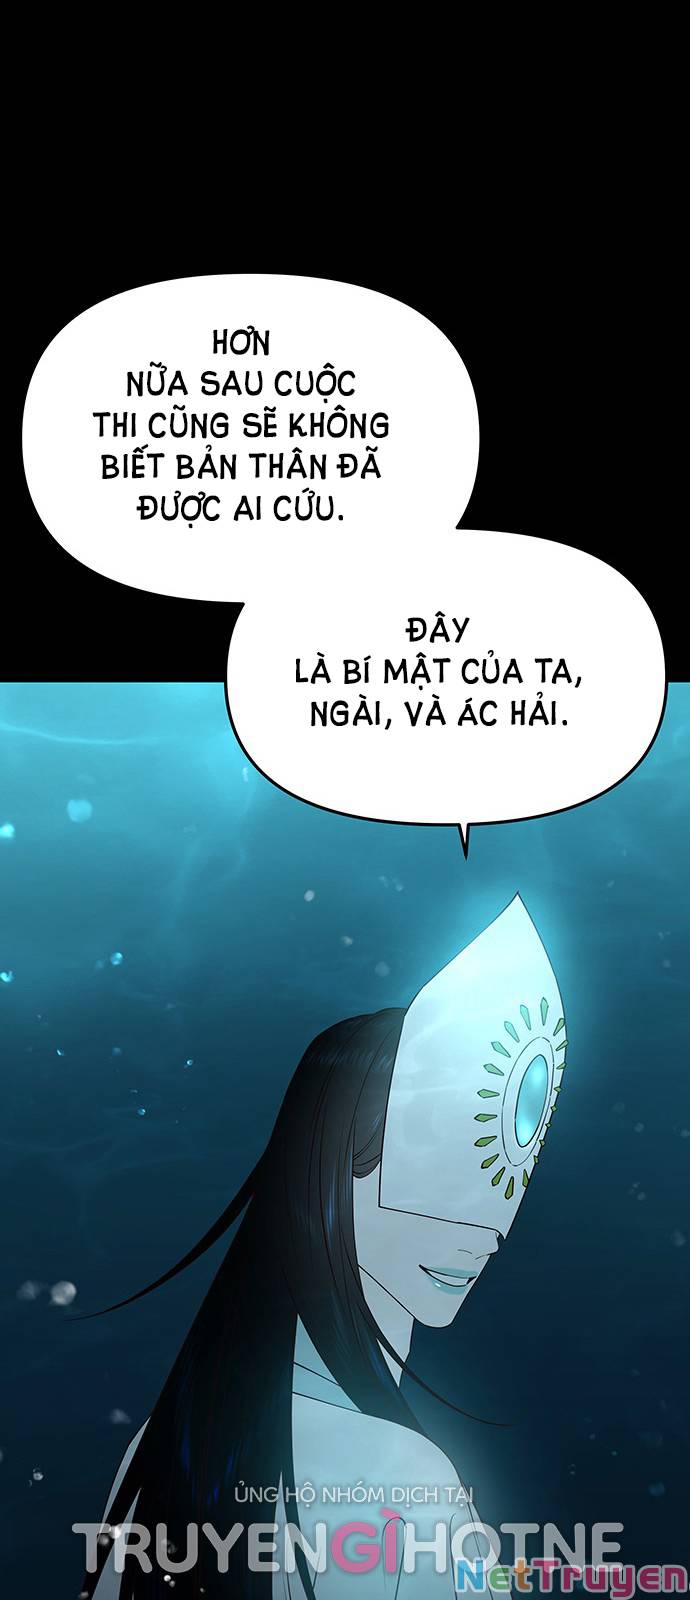 HƠN
NỮA SAU CUỘC
THI CŨNG SẼ KHÔNG
BIẾT BẢN THÂN ĐÃ
ĐƯỢC AI CỨU.
ĐÂY
LÀ BÍ MẬT CỦA TA,
NGÀI, VÀ ÁC HẢI.
ỦNG HỘ NHÓM DỊCH TẠI
TRUYENGÌHOTNE
NetTruyen